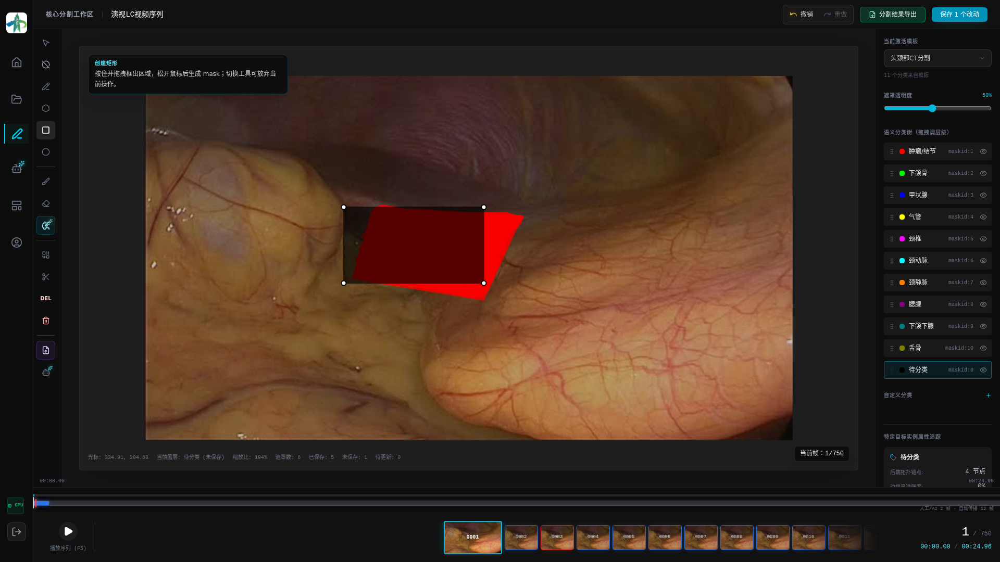 核心分割工作区
演视LC视频序列
撤销
重做
分割结果导出
保存 1 个改动
创建矩形
按住并拖拽框出区域，松开鼠标后生成 mask；切换工具可放弃当
前操作。
DEL
光标: 334.91, 204.68
当前图层: 待分类 (未保存)
缩放比: 194%
遮罩数: 6
已保存: 5
未保存: 1
待更新: 0
当前帧：1/750
当前激活模板
头颈部CT分割
11 个分类来自模板
遮罩透明度
50%
语义分类树（拖拽调层级）
肿瘤/结节 maskid:1
下颌骨 maskid:2
甲状腺 maskid:3
气管 maskid:4
颈椎 maskid:5
颈动脉 maskid:6
颈静脉 maskid:7
腮腺 maskid:8
下颌下腺 maskid:9
舌骨 maskid:10
待分类 maskid:0
自定义分类
特定目标实例属性追踪
待分类
后端拓扑锚点: 4 节点
边缘平滑强度: 0%
00:00.00
00:24.96
人工/AI 2 帧 · 自动传播 12 帧
GPU
播放序列 (F5)
0001
0002
0003
0004
0005
0006
0007
0008
0009
0010
0011
1 / 750
00:00.00 / 00:24.96